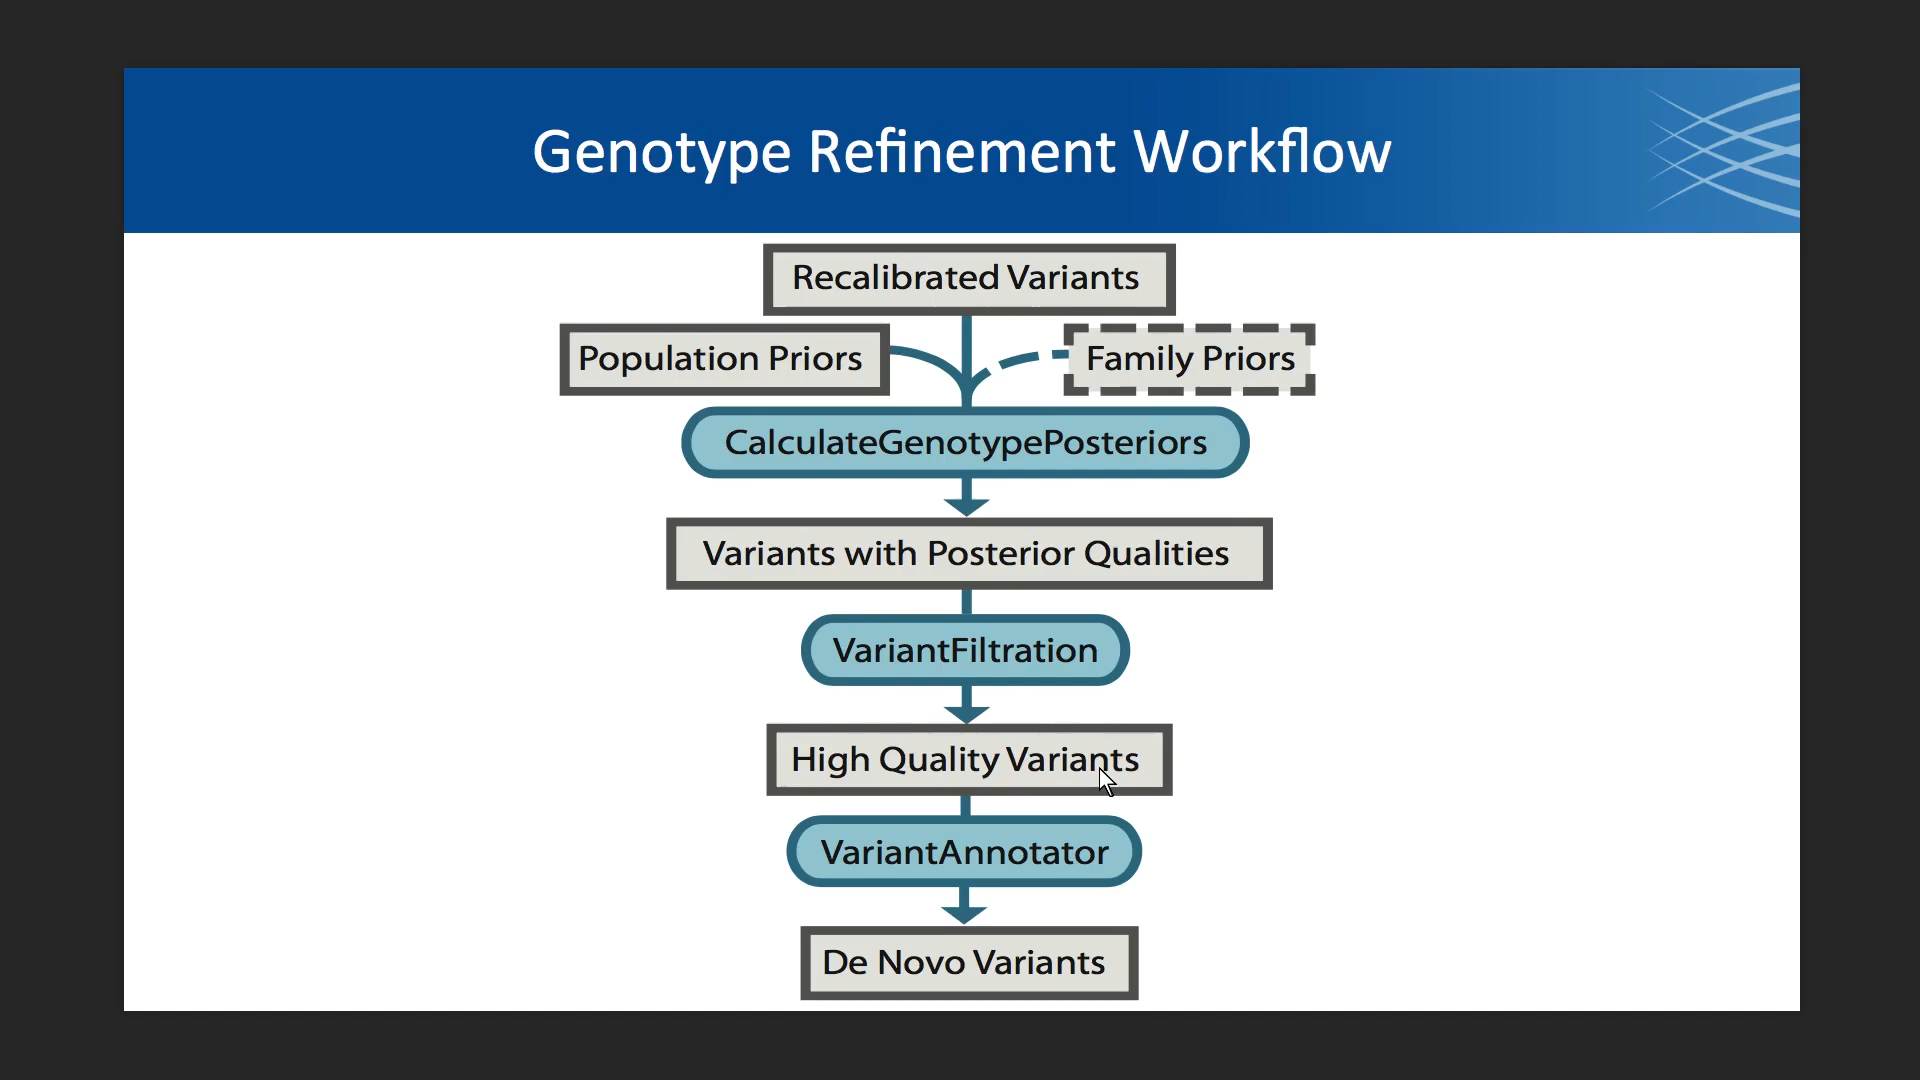 Genotype Refinement Workflow
Recalibrated Variants
Population Priors
Family Priors
CalculateGenotypePosteriors
Variants with Posterior Qualities
VariantFiltration
High Quality Variants
VariantAnnotator
De Novo Variants